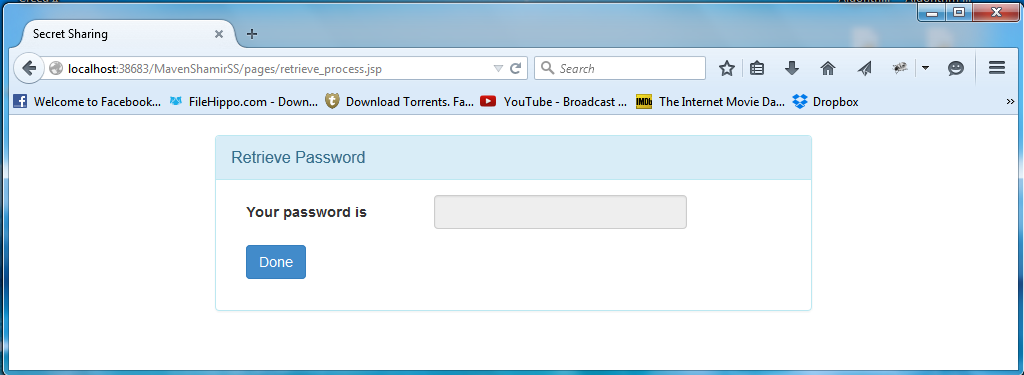 Secret Sharing
localhost:38683/MavenShamirSS/pages/retrieve_process.jsp
Search
Welcome to Facebook... FileHippo.com - Down... Download Torrents. Fa... YouTube - Broadcast ... IMDb The Internet Movie Da... Dropbox
Retrieve Password
Your password is
Done